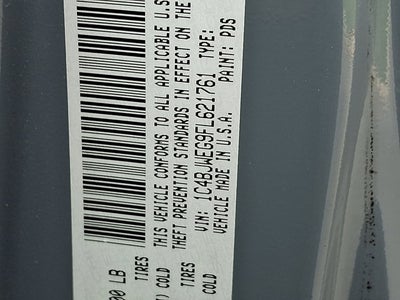 THIS VEHICLE CONFORMS TO ALL APPLICABLE U.S
THEFT PREVENTION STANDARDS IN EFFECT ON THE
VIN: 1C4BJWEG9FL621761 TYPE:
VEHICLE MADE IN U.S.A. PAINT: PDS
00 LB
TIRES
) COLD
TIRES
COLD